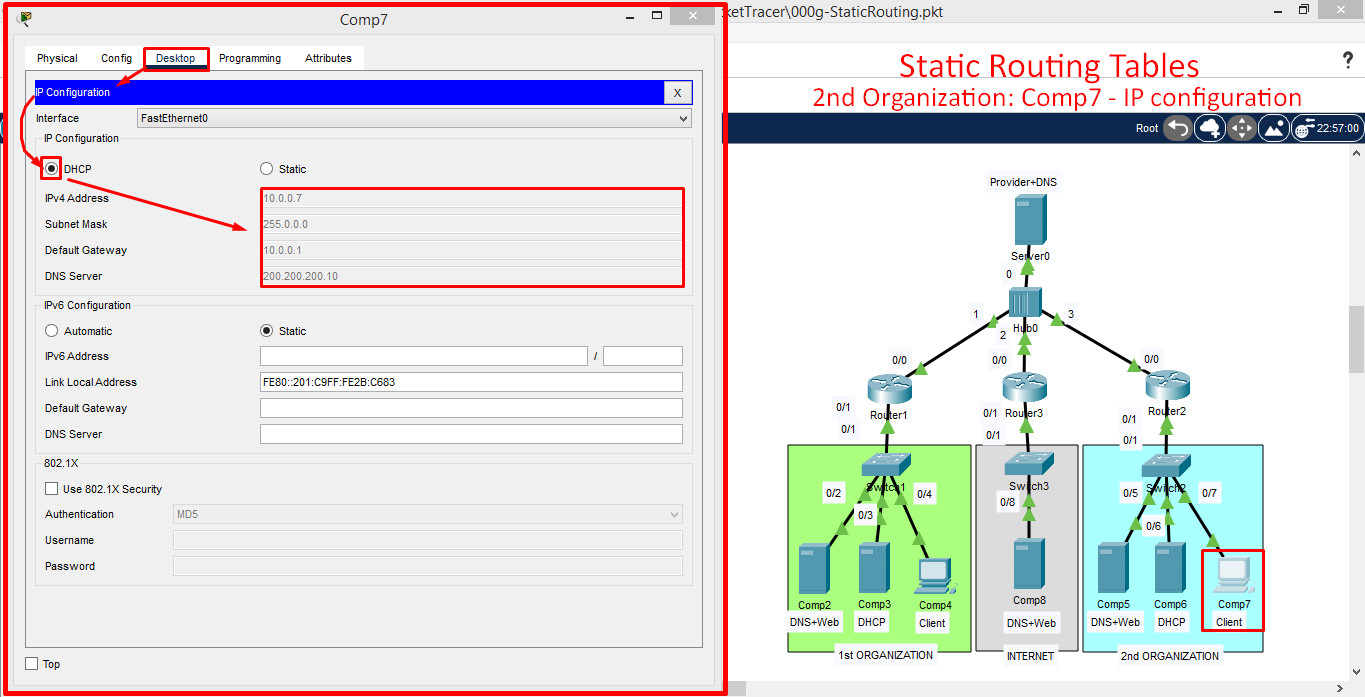 Comp7
ketTracer\000g-StaticRouting.pkt
Physical Config Desktop Programming Attributes
IP Configuration X
Interface FastEthernet0
IP Configuration
DHCP Static
IPv4 Address 10.0.0.7
Subnet Mask 255.0.0.0
Default Gateway 10.0.0.1
DNS Server 200.200.200.10
IPv6 Configuration
Automatic Static
IPv6 Address /
Link Local Address FE80::201:C9FF:FE2B:C683
Default Gateway
DNS Server
802.1X
Use 802.1X Security
Authentication MD5
Username
Password
Top
Static Routing Tables
?
2nd Organization: Comp7 - IP configuration
Root 22:57:00
Provider+DNS
Server0
0
1 3
Hub0
2
0/0 0/0 0/0
Router1 Router3 Router2
0/1 0/1 0/1
0/1 0/1 0/1
Switch1 Switch3 Switch2
0/2 0/4 0/8 0/5 0/7
0/3 0/6
Comp2 Comp3 Comp4 Comp8 Comp5 Comp6 Comp7
DNS+Web DHCP Client DNS+Web DNS+Web DHCP Client
1st ORGANIZATION INTERNET 2nd ORGANIZATION